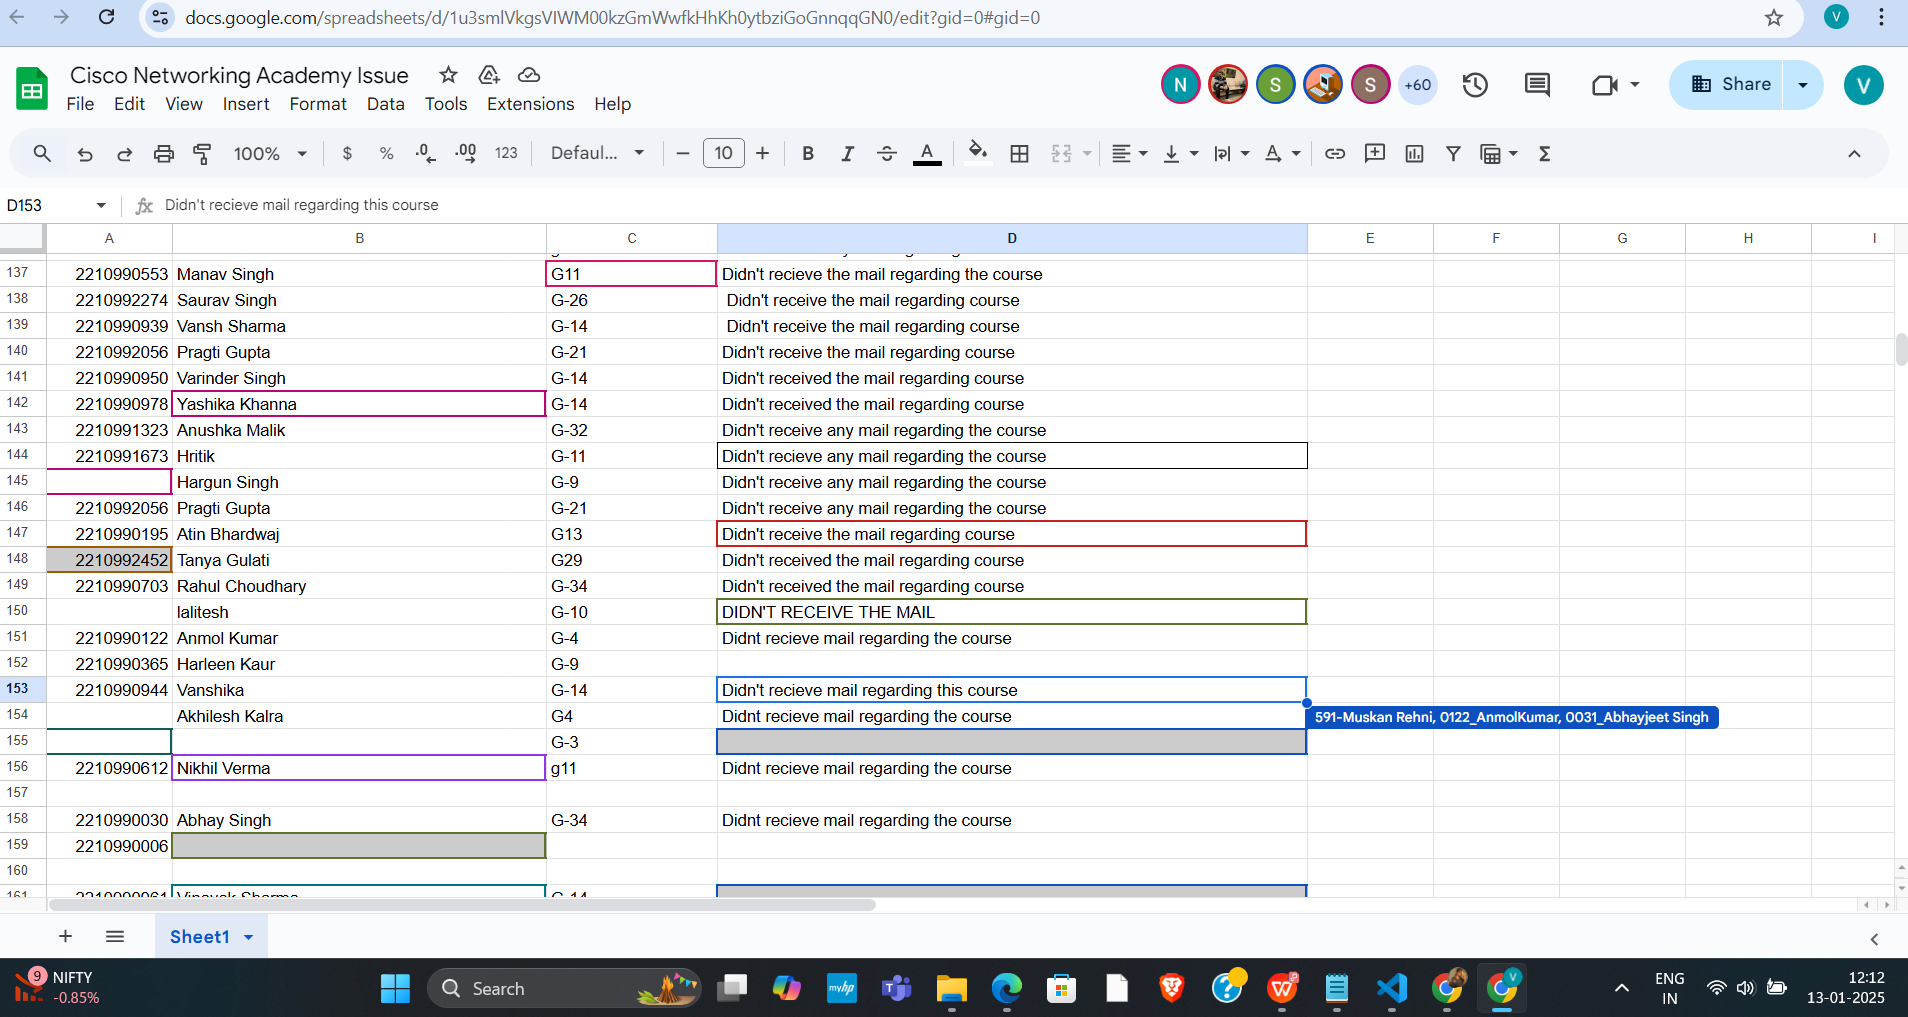 docs.google.com/spreadsheets/d/1u3smlVkgsVIWM00kzGmWwfkHhKh0ytbziGoGnnqqGN0/edit?gid=0#gid=0
V
Cisco Networking Academy Issue
File Edit View Insert Format Data Tools Extensions Help
N S S +60 Share V
100% $ % .0 .00 123 Defaul... 10 B I A
D153 fx Didn't recieve mail regarding this course
A B C D E F G H I
137 2210990553 Manav Singh G11 Didn't recieve the mail regarding the course
138 2210992274 Saurav Singh G-26 Didn't receive the mail regarding course
139 2210990939 Vansh Sharma G-14 Didn't receive the mail regarding course
140 2210992056 Pragti Gupta G-21 Didn't receive the mail regarding course
141 2210990950 Varinder Singh G-14 Didn't received the mail regarding course
142 2210990978 Yashika Khanna G-14 Didn't received the mail regarding course
143 2210991323 Anushka Malik G-32 Didn't receive any mail regarding the course
144 2210991673 Hritik G-11 Didn't recieve any mail regarding the course
145 Hargun Singh G-9 Didn't receive any mail regarding the course
146 2210992056 Pragti Gupta G-21 Didn't receive any mail regarding the course
147 2210990195 Atin Bhardwaj G13 Didn't receive the mail regarding course
148 2210992452 Tanya Gulati G29 Didn't received the mail regarding course
149 2210990703 Rahul Choudhary G-34 Didn't received the mail regarding course
150 lalitesh G-10 DIDN'T RECEIVE THE MAIL
151 2210990122 Anmol Kumar G-4 Didnt recieve mail regarding the course
152 2210990365 Harleen Kaur G-9
153 2210990944 Vanshika G-14 Didn't recieve mail regarding this course
154 Akhilesh Kalra G4 Didnt recieve mail regarding the course
591-Muskan Rehni, 0122_AnmolKumar, 0031_Abhayjeet Singh
155 G-3
156 2210990612 Nikhil Verma g11 Didnt recieve mail regarding the course
157
158 2210990030 Abhay Singh G-34 Didnt recieve mail regarding the course
159 2210990006
160
161 2210990961 Vinayak Sharma G-14
Sheet1
9 NIFTY
-0.85%
Search
myhp
ENG
IN
12:12
13-01-2025